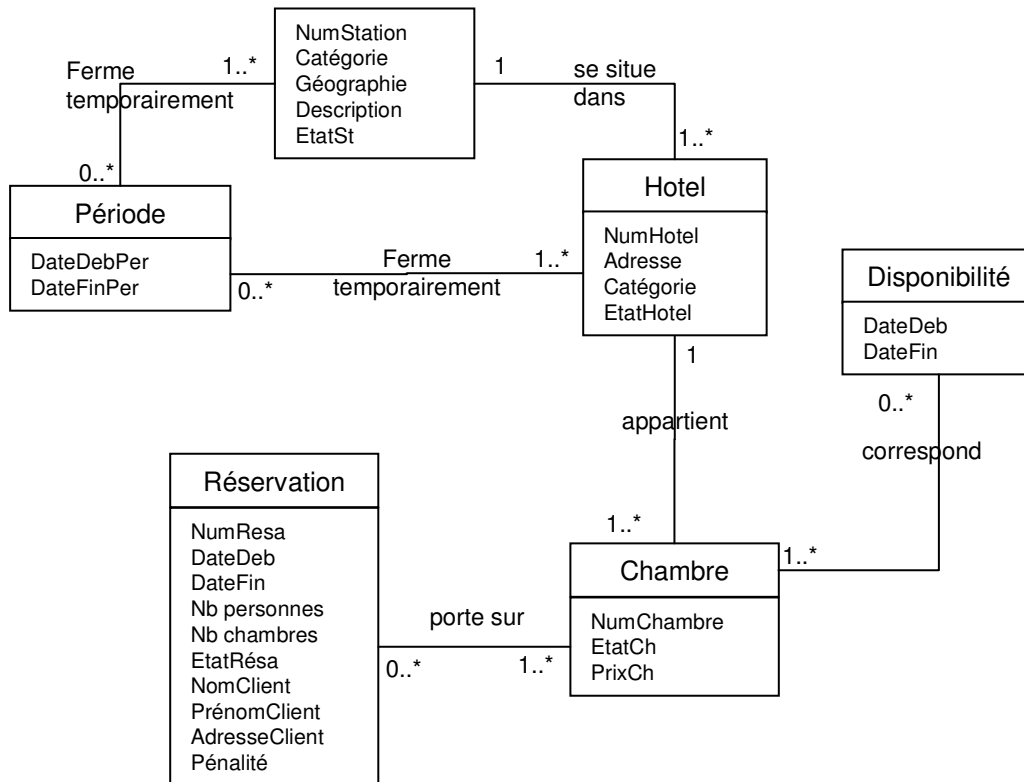 NumStation
Catégorie
Géographie
Description
EtatSt
Ferme
temporairement
1..*
0..*
1
se situe
dans
1..*
Période
DateDebPer
DateFinPer
Ferme
temporairement
0..*
1..*
Hotel
NumHotel
Adresse
Catégorie
EtatHotel
Disponibilité
DateDeb
DateFin
1
appartient
1..*
0..*
correspond
1..*
Réservation
NumResa
DateDeb
DateFin
Nb personnes
Nb chambres
EtatRésa
NomClient
PrénomClient
AdresseClient
Pénalité
porte sur
0..*
1..*
Chambre
NumChambre
EtatCh
PrixCh